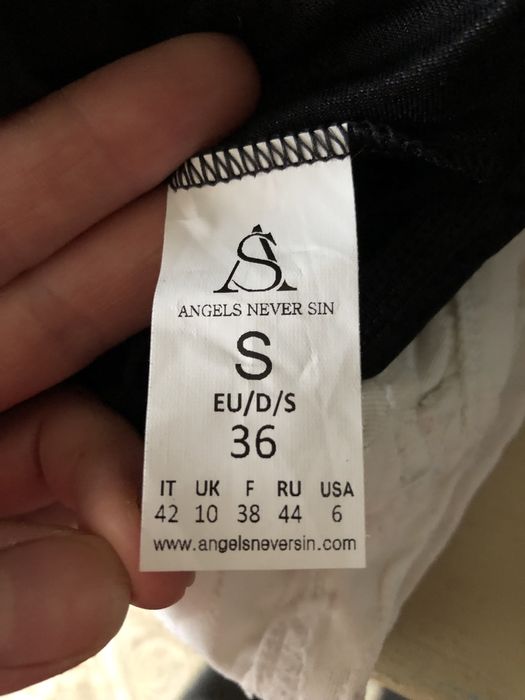 AS
ANGELS NEVER SIN
S
EU/D/S
36
IT UK F RU USA
42 10 38 44 6
www.angelsneversin.com